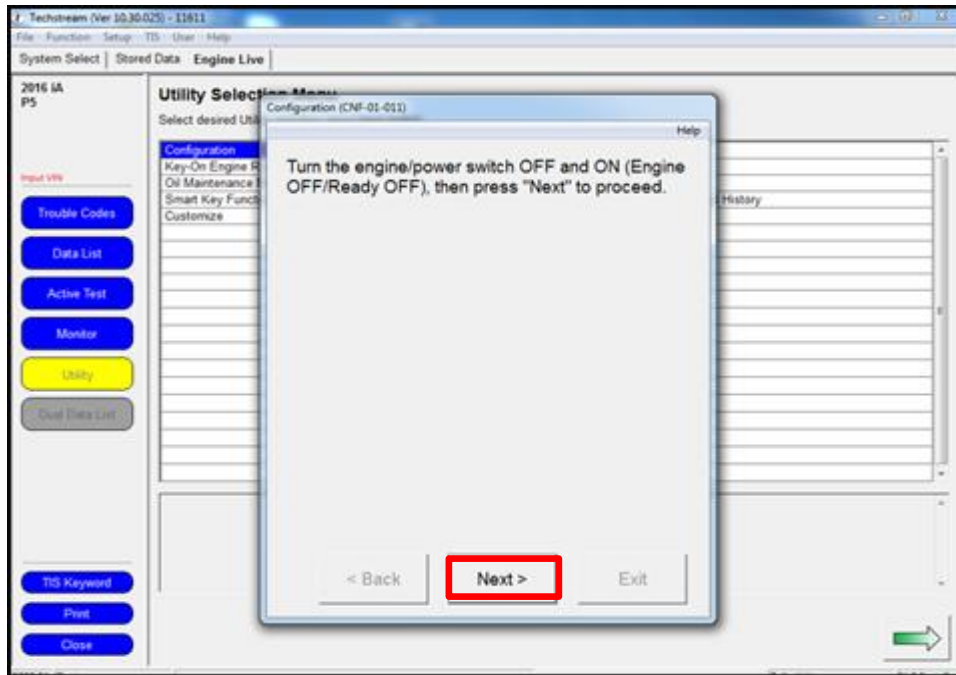 Techstream (Ver 10.30.025) - 11611
File Function Setup TIS User Help
System Select Stored Data Engine Live
2016 iA
P5
Utility Selection Menu
Select desired Uti
Configuration (CNF-01-011)
Help
Turn the engine/power switch OFF and ON (Engine
OFF/Ready OFF), then press "Next" to proceed.
Configuration
Key-On Engine R
Oil Maintenance
Smart Key Funct
History
Customize
Input VIN
Trouble Codes
Data List
Active Test
Monitor
Utility
Dual Data List
< Back Next > Exit
TIS Keyword
Print
Close